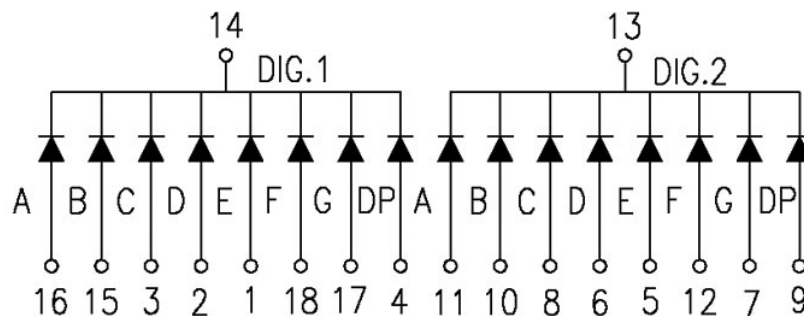 14 13
DIG.1 DIG.2
A B C D E F G DP A B C D E F G DP
16 15 3 2 1 18 17 4 11 10 8 6 5 12 7 9